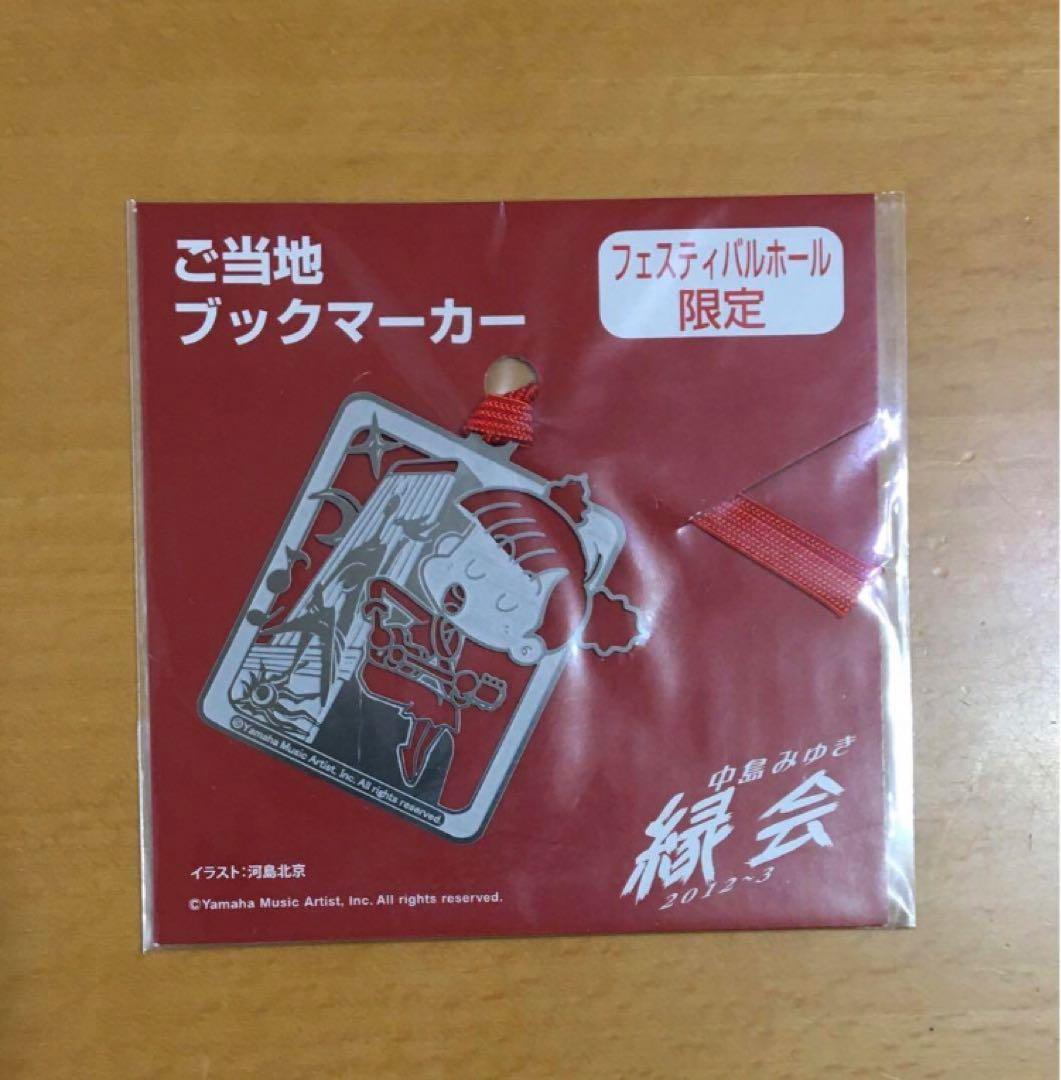 ご当地
ブックマーカー
フェスティバルホール
限定
©Yamaha Music Artist, Inc. All rights reserved.
中島みゆき
縁会
2012~3
イラスト:河島北京
©Yamaha Music Artist, Inc. All rights reserved.